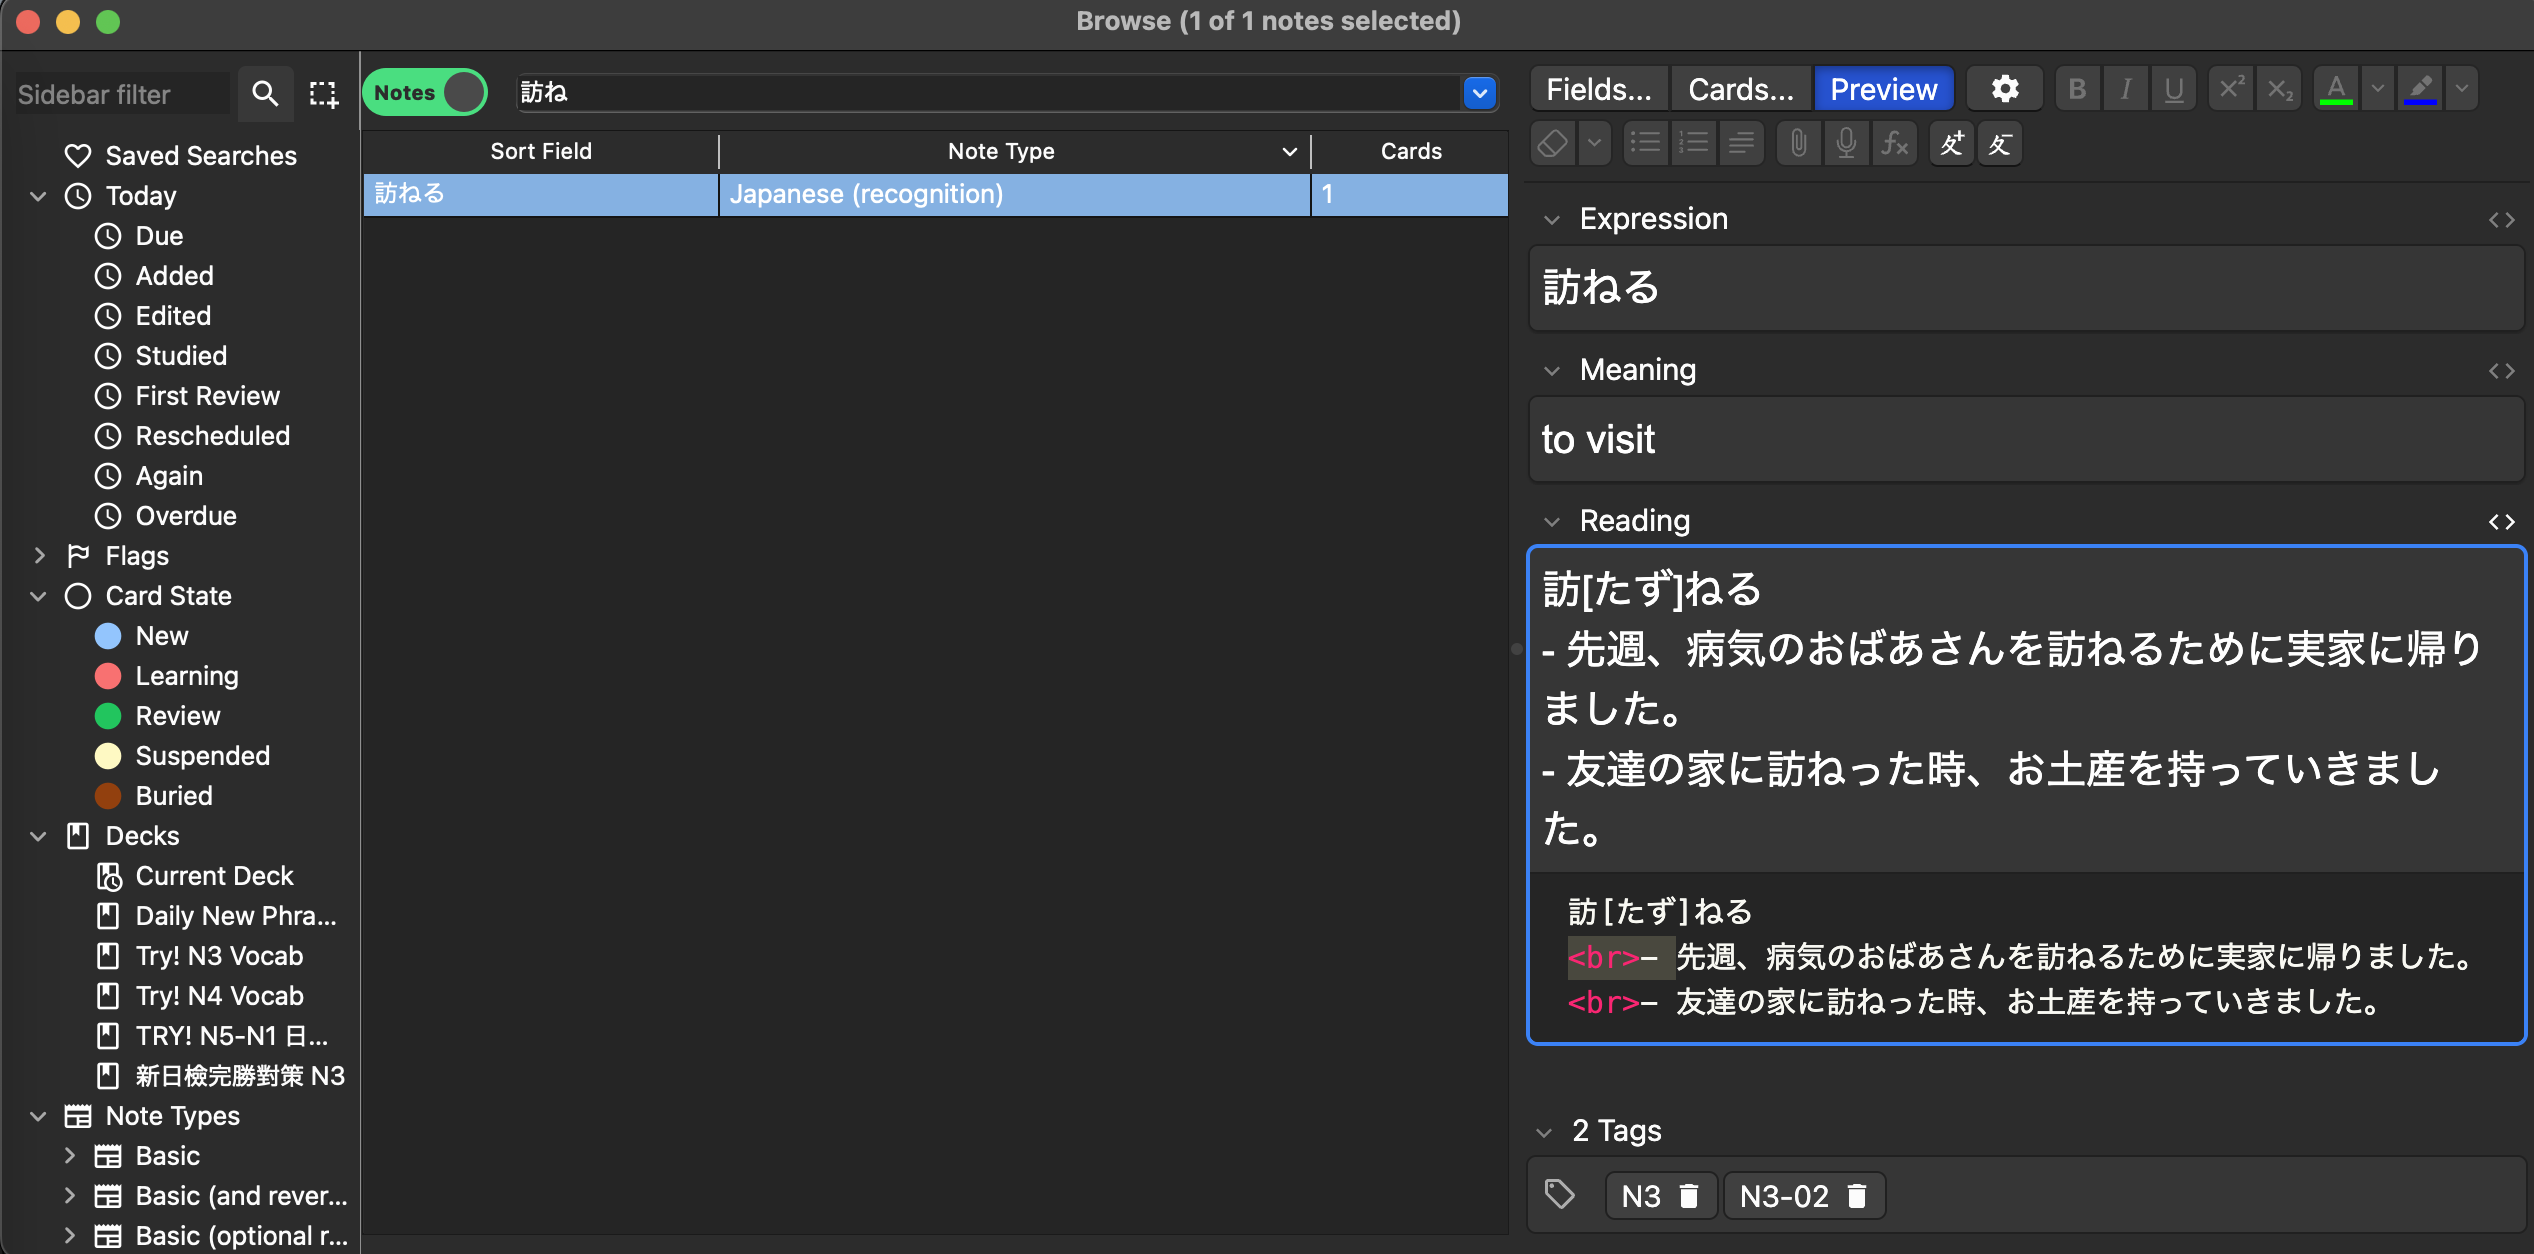 Browse (1 of 1 notes selected)
Sidebar filter
Saved Searches
Today
Due
Added
Edited
Studied
First Review
Rescheduled
Again
Overdue
Flags
Card State
New
Learning
Review
Suspended
Buried
Decks
Current Deck
Daily New Phra...
Try! N3 Vocab
Try! N4 Vocab
TRY! N5-N1 日...
新日檢完勝對策 N3
Note Types
Basic
Basic (and rever...
Basic (optional r...
Notes
訪ね
Sort Field Note Type Cards
訪ねる Japanese (recognition) 1
Fields... Cards... Preview B I U X² X₂ A
fx 文+ 文-
Expression
訪ねる
Meaning
to visit
Reading
訪[たず]ねる
- 先週、病気のおばあさんを訪ねるために実家に帰り
ました。
- 友達の家に訪ねった時、お土産を持っていきまし
た。
訪[たず]ねる
<br>- 先週、病気のおばあさんを訪ねるために実家に帰りました。
<br>- 友達の家に訪ねった時、お土産を持っていきました。
2 Tags
N3 N3-02